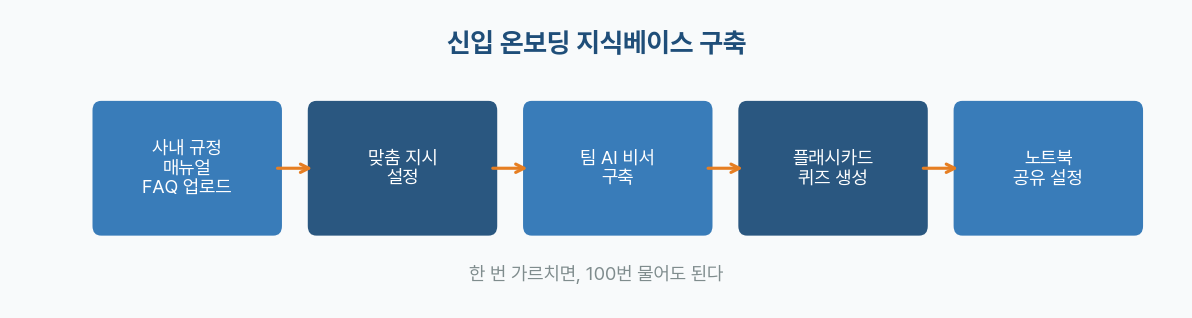 신입 온보딩 지식베이스 구축
사내 규정
매뉴얼
FAQ 업로드
맞춤 지시
설정
팀 AI 비서
구축
플래시카드
퀴즈 생성
노트북
공유 설정
한 번 가르치면, 100번 물어도 된다